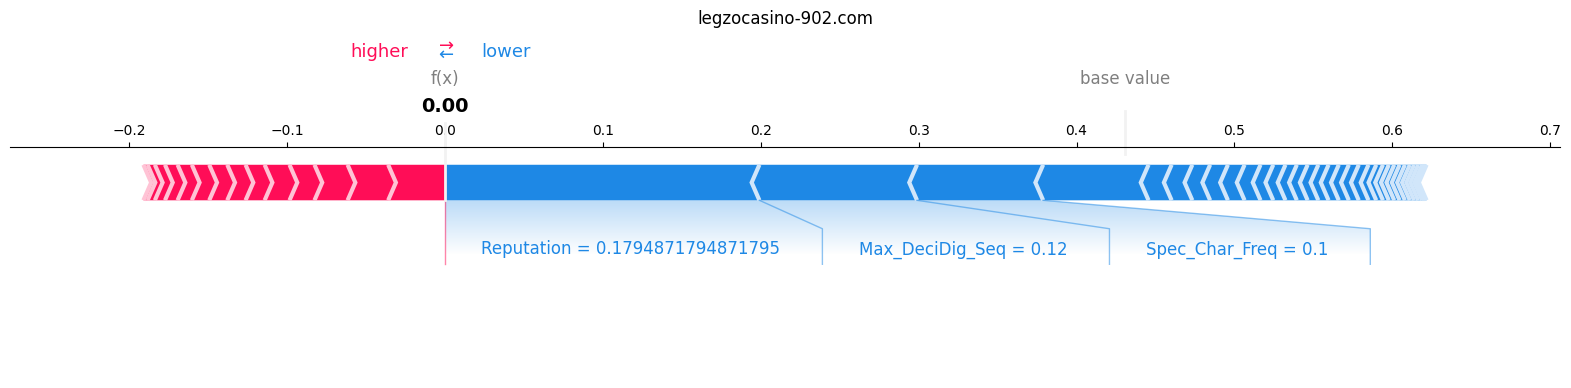 legzocasino-902.com
higher → ← lower
f(x) base value
0.00
−0.2 −0.1 0.0 0.1 0.2 0.3 0.4 0.5 0.6 0.7
Reputation = 0.1794871794871795 Max_DeciDig_Seq = 0.12 Spec_Char_Freq = 0.1